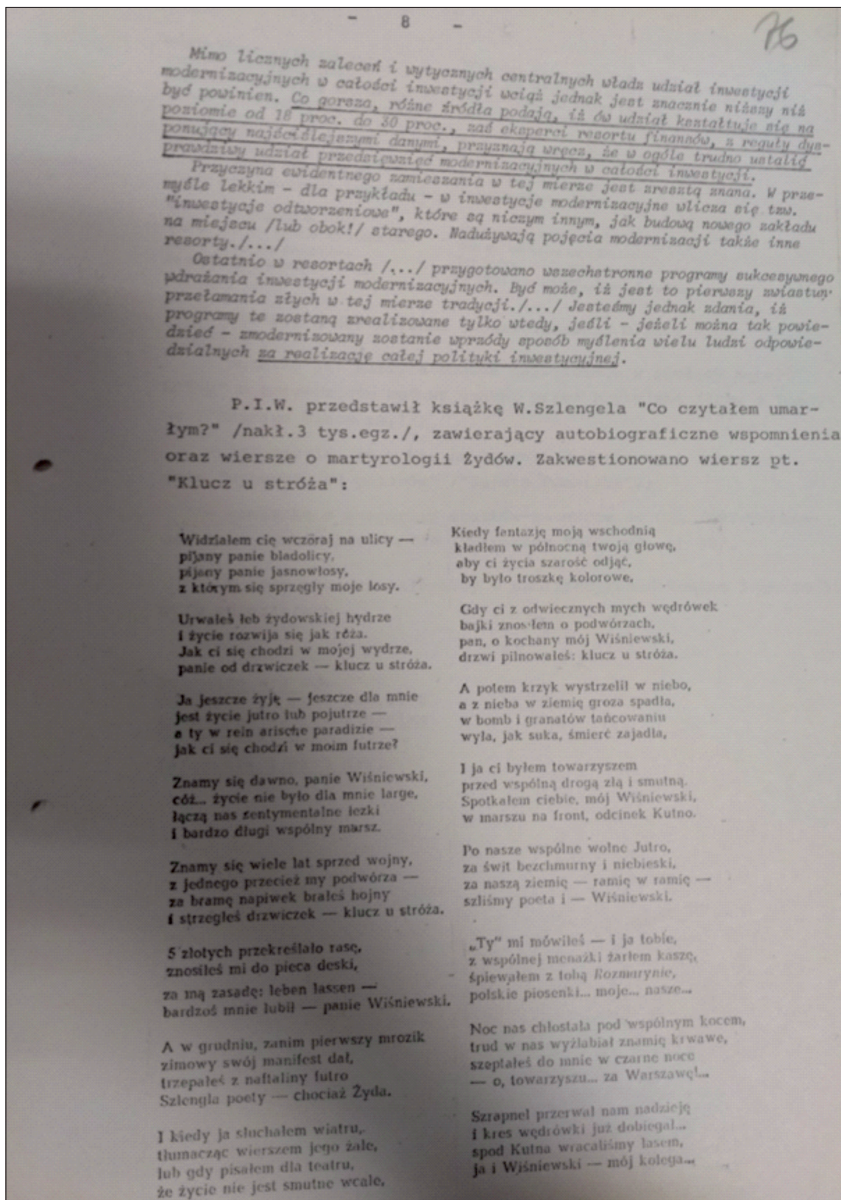 - 8 -
76
Mimo licznych zaleceń i wytycznych centralnych władz udział inwestycji
modernizacyjnych w całości inwestycji wciąż jednak jest znacznie niższy niż
być powinien. Co gorsza, różne źródła podają, iż ów udział kształtuje się na
poziomie od 18 proc. do 30 proc., zaś eksperci resortu finansów, z reguły dys-
ponujący najściślejszymi danymi, przyznają wręcz, że w ogóle trudno ustalić
prawdziwy udział przedsięwzięć modernizacyjnych w całości inwestycji.
Przyczyna ewidentnego zamieszania w tej mierze jest zresztą znana. W prze-
myśle lekkim - dla przykładu - w inwestycje modernizacyjne wlicza się tzw.
"inwestycje odtworzeniowe", które są niczym innym, jak budową nowego zakładu
na miejscu /lub obok!/ starego. Nadużywają pojęcia modernizacji także inne
resorty./.../
Ostatnio w resortach /.../ przygotowano wszechstronne programy sukcesywnego
wdrażania inwestycji modernizacyjnych. Być może, iż jest to pierwszy zwiastun
przełamania złych w tej mierze tradycji./.../ Jesteśmy jednak zdania, iż
programy te zostaną zrealizowane tylko wtedy, jeśli - jeżeli można tak powie-
dzieć - zmodernizowany zostanie wprzódy sposób myślenia wielu ludzi odpowie-
dzialnych za realizację całej polityki inwestycyjnej.
P.I.W. przedstawił książkę W.Szlengela "Co czytałem umar-
łym?" /nakł.3 tys.egz./, zawierający autobiograficzne wspomnienia
oraz wiersze o martyrologii Żydów. Zakwestionowano wiersz pt.
"Klucz u stróża":
Widziałem cię wczoraj na ulicy —
pijany panie bladolicy,
pijany panie jasnowłosy,
z którym się sprzęgły moje losy.
Urwałeś łeb żydowskiej hydrze
i życie rozwija się jak róża.
Jak ci się chodzi w mojej wydrze,
panie od drzwiczek — klucz u stróża.
Ja jeszcze żyję — jeszcze dla mnie
jest życie jutro lub pojutrze —
a ty w rein arische paradizie —
jak ci się chodzi w moim futrze?
Znamy się dawno, panie Wiśniewski,
cóż... życie nie było dla mnie large,
łączą nas sentymentalne łezki
i bardzo długi wspólny marsz.
Znamy się wiele lat sprzed wojny,
z jednego przecież my podwórza —
za bramę napiwek brałeś hojny
i strzegłeś drzwiczek — klucz u stróża.
5 złotych przekreślało rasę,
znosiłeś mi do pieca deski,
za mą zasadę: leben lassen —
bardzoś mnie lubił — panie Wiśniewski.
A w grudniu, zanim pierwszy mrozik
zimowy swój manifest dał,
trzepałeś z naftaliny futro
Szlengla poety — chociaż Żyda.
I kiedy ja słuchałem wiatru,
tłumacząc wierszem jego żale,
lub gdy pisałem dla teatru,
że życie nie jest smutne wcale.
Kiedy fantazję moją wschodnią
kładłem w północną twoją głowę,
aby ci życia szarość odjąć,
by było troszkę kolorowe.
Gdy ci z odwiecznych mych wędrówek
bajki znosiłem o podwórzach,
pan, o kochany mój Wiśniewski,
drzwi pilnowałeś: klucz u stróża.
A potem krzyk wystrzelił w niebo,
a z nieba w ziemię groza spadła,
w bomb i granatów tańcowaniu
wyła, jak suka, śmierć zajadła,
I ja ci byłem towarzyszem
przed wspólną drogą złą i smutną.
Spotkałem ciebie, mój Wiśniewski,
w marszu na front, odcinek Kutno.
Po nasze wspólne wolne Jutro,
za świt bezchmurny i niebieski,
za naszą ziemię — ramię w ramię —
szliśmy poeta i — Wiśniewski.
„Ty" mi mówiłeś — i ja tobie,
z wspólnej menażki żarłem kaszę,
śpiewałem z tobą Rozmarynie,
polskie piosenki... moje... nasze...
Noc nas chłostała pod wspólnym kocem,
trud w nas wyżłabiał znamię krwawe,
szeptałeś do mnie w czarne noce
— o, towarzyszu... za Warszawę!...
Szrapnel przerwał nam nadzieję
i kres wędrówki już dobiegał...
spod Kutna wracaliśmy lasem,
ja i Wiśniewski — mój kolega...